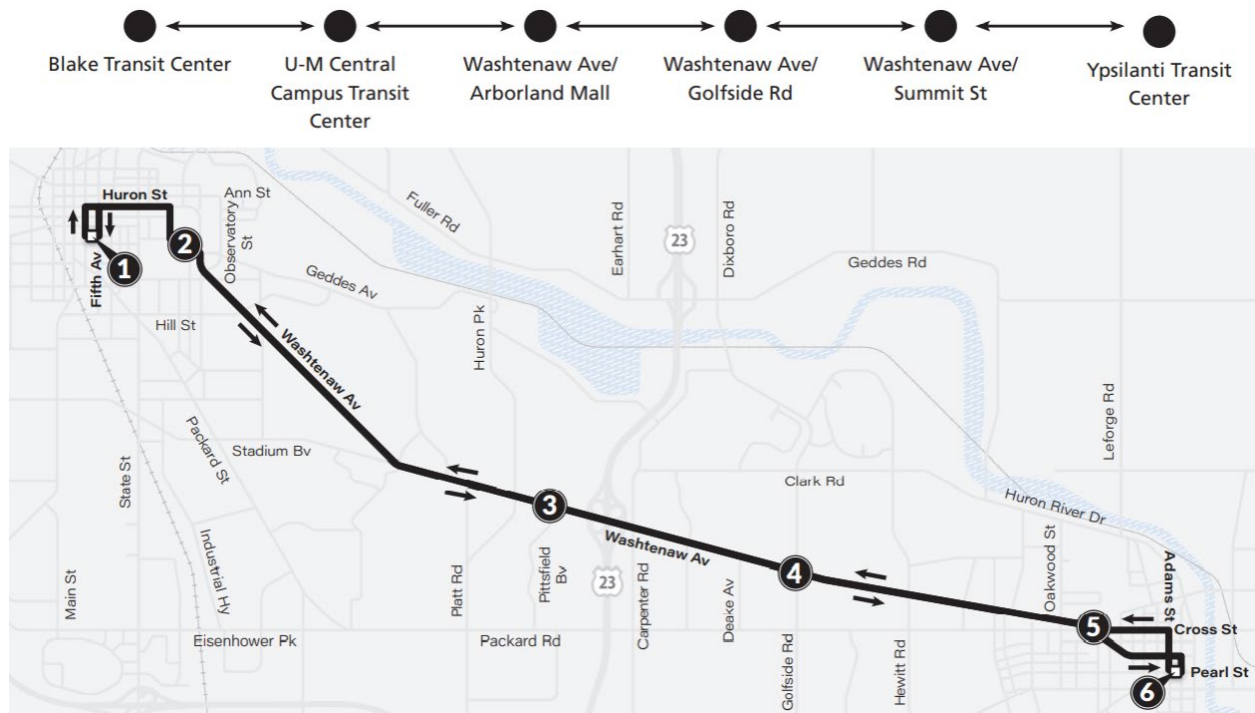 Blake Transit Center
U-M Central
Campus Transit
Center
Washtenaw Ave/
Arborland Mall
Washtenaw Ave/
Golfside Rd
Washtenaw Ave/
Summit St
Ypsilanti Transit
Center
Huron St
Ann St
Observatory
St
Fuller Rd
Earhart Rd
23
Dixboro Rd
Geddes Rd
1
2
Fifth Av
Geddes Av
Hill St
Washtenaw Av
Huron Pk
Packard St
Stadium Bv
State St
Leforge Rd
Clark Rd
Huron River Dr
3
Washtenaw Av
4
Main St
Industrial Hy
Platt Rd
Pittsfield
Bv
23
Carpenter Rd
Deake Av
Golfside Rd
Hewitt Rd
Oakwood St
Adams St
5
Cross St
Eisenhower Pk
Packard Rd
Pearl St
6